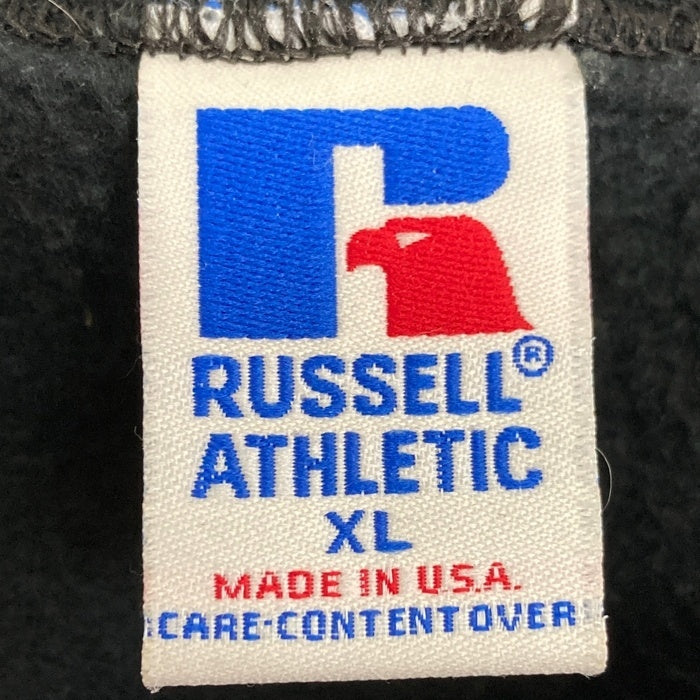 RUSSELL®
ATHLETIC
XL
MADE IN U.S.A.
CARE-CONTENT OVER